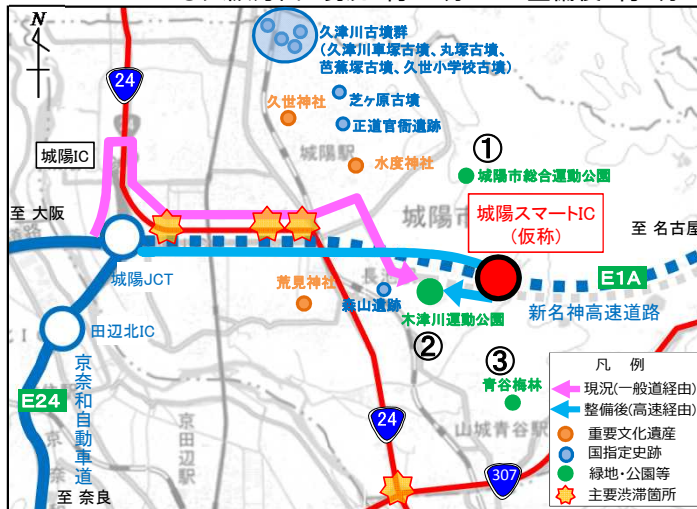 N
24
城陽IC
至 大阪
久津川古墳群
(久津川車塚古墳、丸塚古墳、
芭蕉塚古墳、久世小学校古墳)
芝ヶ原古墳
久世神社
正道官衙遺跡
城陽駅
水度神社
①
城陽市総合運動公園
城陽市
城陽スマートIC
(仮称)
至 名古屋
城陽JCT
荒見神社
長池
森山遺跡
E1A
新名神高速道路
木津川運動公園
②
田辺北IC
③
青谷梅林
京奈和自動車道
E24
京田辺駅
24
山城青谷駅
307
至 奈良
凡 例
現況(一般道経由)
整備後(高速経由)
重要文化遺産
国指定史跡
緑地・公園等
主要渋滞箇所